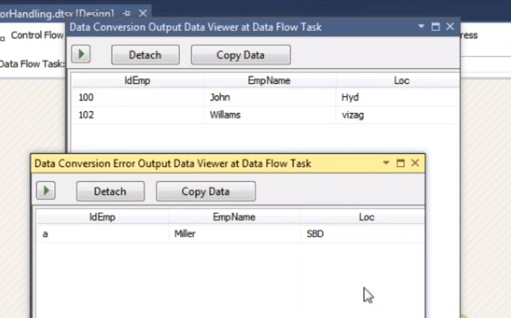 orHandling.dtsx [Design]
Data Conversion Output Data Viewer at Data Flow Task
Control Flow
ress
Detach Copy Data
Data Flow Task:
IdEmp EmpName Loc
100 John Hyd
102 Willams vizag
Data Conversion Error Output Data Viewer at Data Flow Task
Detach Copy Data
IdEmp EmpName Loc
a Miller SBD